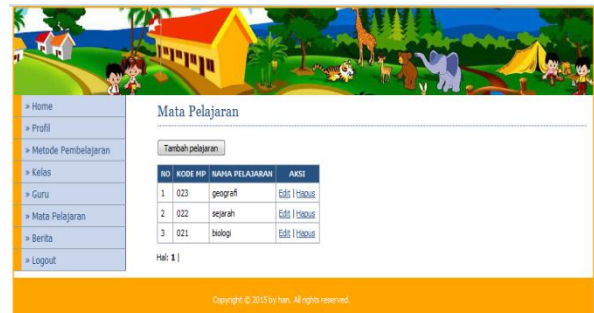 » Home
» Profil
» Metode Pembelajaran
» Kelas
» Guru
» Mata Pelajaran
» Berita
» Logout
Mata Pelajaran
Tambah pelajaran
NO KODE MP NAMA PELAJARAN AKSI
1 023 geografi Edit | Hapus
2 022 sejarah Edit | Hapus
3 021 biologi Edit | Hapus
Hal: 1 |
Copyright © 2015 by han. All rights reserved.